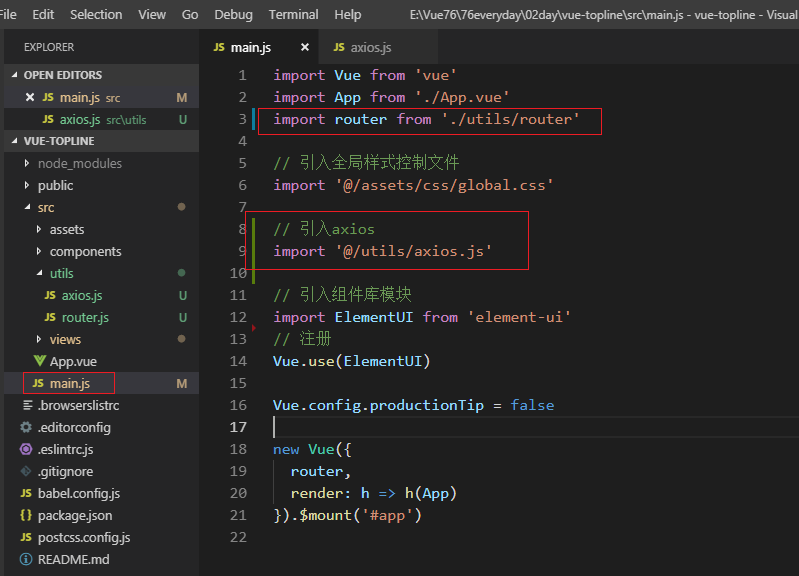 File Edit Selection View Go Debug Terminal Help E:\Vue76\76everyday\02day\vue-topline\src\main.js - vue-topline - Visual
EXPLORER
OPEN EDITORS
JS main.js src M
JS axios.js src\utils U
VUE-TOPLINE
node_modules
public
src
assets
components
utils
JS axios.js U
JS router.js U
views
App.vue
JS main.js M
.browserslistrc
.editorconfig
.eslintrc.js
.gitignore
JS babel.config.js
{ } package.json
JS postcss.config.js
README.md
JS main.js × JS axios.js
1 import Vue from 'vue'
2 import App from './App.vue'
3 import router from './utils/router'
4
5 // 引入全局样式控制文件
6 import '@/assets/css/global.css'
7
8 // 引入axios
9 import '@/utils/axios.js'
10
11 // 引入组件库模块
12 import ElementUI from 'element-ui'
13 // 注册
14 Vue.use(ElementUI)
15
16 Vue.config.productionTip = false
17
18 new Vue({
19 router,
20 render: h => h(App)
21 }).$mount('#app')
22